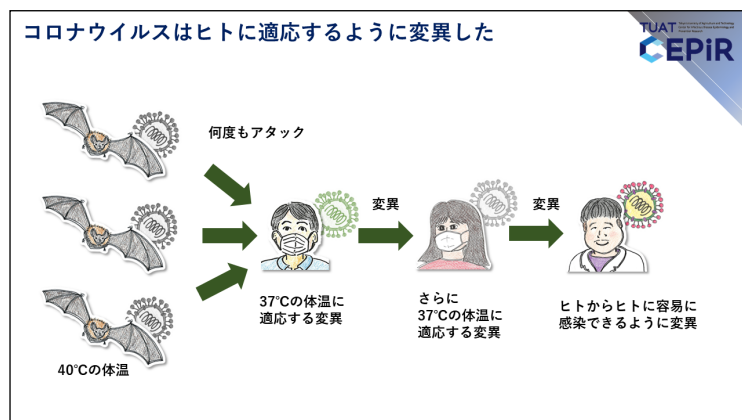 コロナウイルスはヒトに適応するように変異した
TUAT
CEPiR
何度もアタック
変異
変異
37℃の体温に
適応する変異
さらに
37℃の体温に
適応する変異
ヒトからヒトに容易に
感染できるように変異
40℃の体温